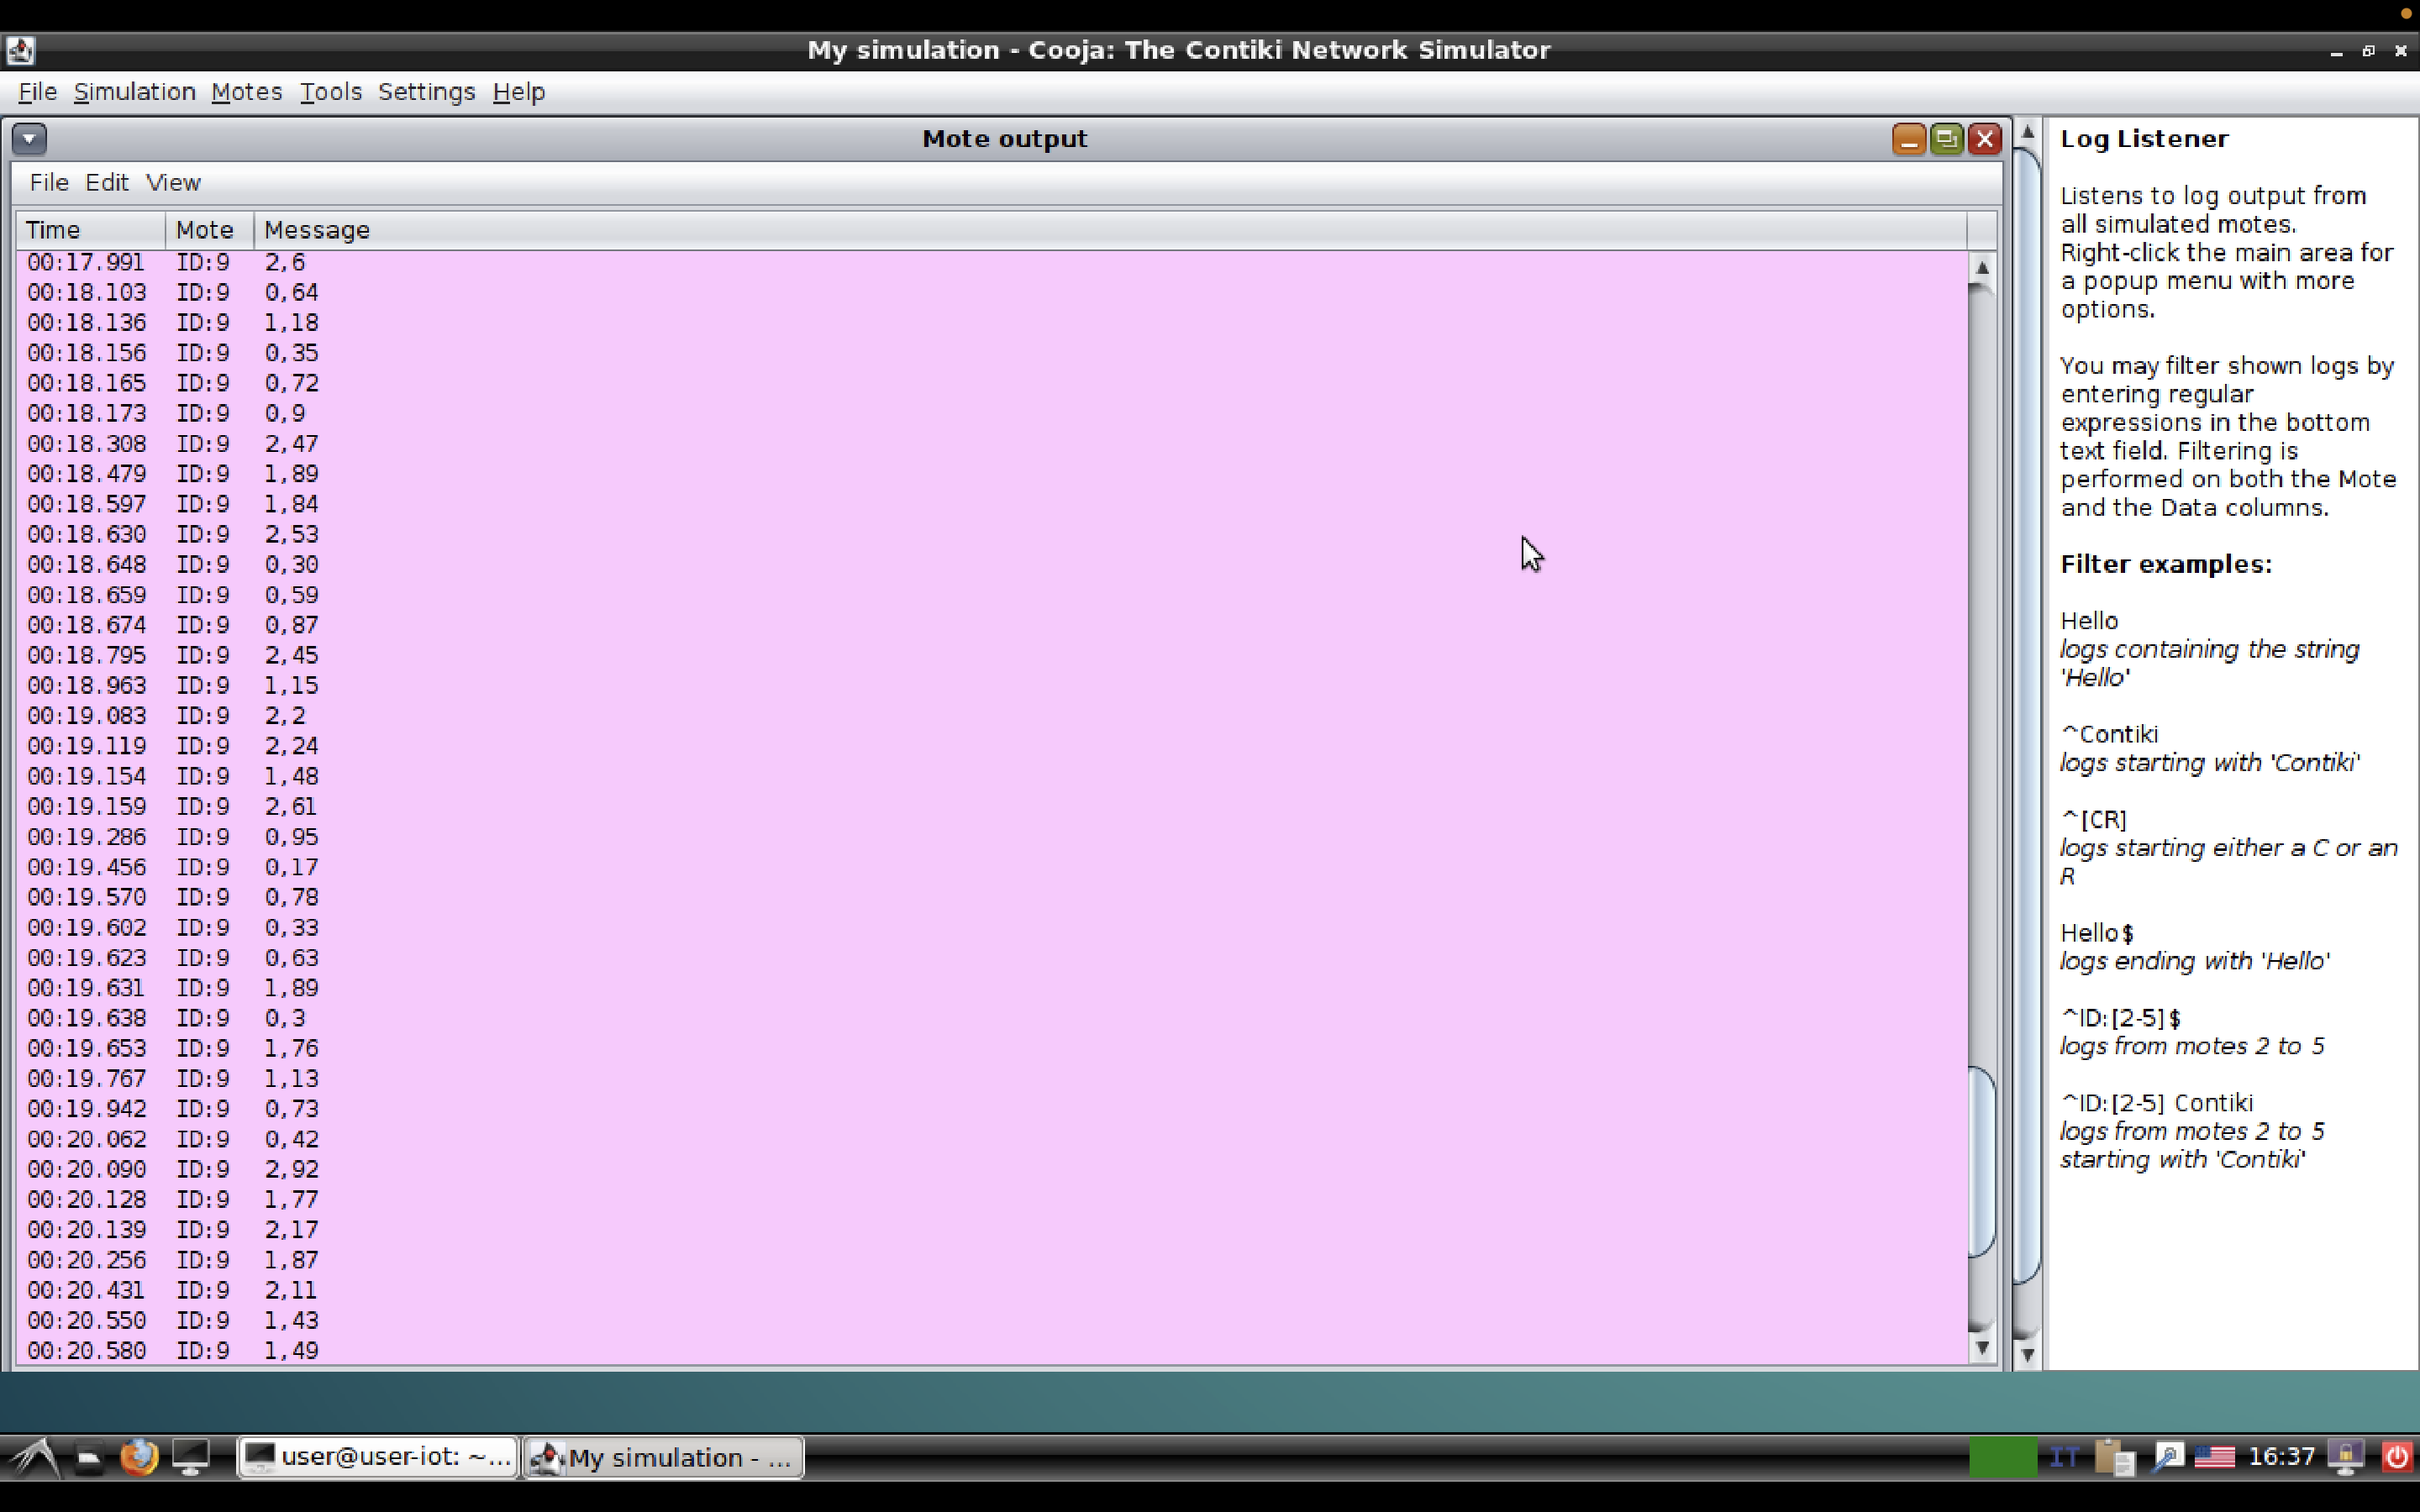 My simulation - Cooja: The Contiki Network Simulator
File Simulation Motes Tools Settings Help
Mote output
File Edit View
Time Mote Message
00:17.991 ID:9 2,6
00:18.103 ID:9 0,64
00:18.136 ID:9 1,18
00:18.156 ID:9 0,35
00:18.165 ID:9 0,72
00:18.173 ID:9 0,9
00:18.308 ID:9 2,47
00:18.479 ID:9 1,89
00:18.597 ID:9 1,84
00:18.630 ID:9 2,53
00:18.648 ID:9 0,30
00:18.659 ID:9 0,59
00:18.674 ID:9 0,87
00:18.795 ID:9 2,45
00:18.963 ID:9 1,15
00:19.083 ID:9 2,2
00:19.119 ID:9 2,24
00:19.154 ID:9 1,48
00:19.159 ID:9 2,61
00:19.286 ID:9 0,95
00:19.456 ID:9 0,17
00:19.570 ID:9 0,78
00:19.602 ID:9 0,33
00:19.623 ID:9 0,63
00:19.631 ID:9 1,89
00:19.638 ID:9 0,3
00:19.653 ID:9 1,76
00:19.767 ID:9 1,13
00:19.942 ID:9 0,73
00:20.062 ID:9 0,42
00:20.090 ID:9 2,92
00:20.128 ID:9 1,77
00:20.139 ID:9 2,17
00:20.256 ID:9 1,87
00:20.431 ID:9 2,11
00:20.550 ID:9 1,43
00:20.580 ID:9 1,49
Log Listener
Listens to log output from
all simulated motes.
Right-click the main area for
a popup menu with more
options.
You may filter shown logs by
entering regular
expressions in the bottom
text field. Filtering is
performed on both the Mote
and the Data columns.
Filter examples:
Hello
logs containing the string
'Hello'
^Contiki
logs starting with 'Contiki'
^[CR]
logs starting either a C or an
R
Hello$
logs ending with 'Hello'
^ID:[2-5]$
logs from motes 2 to 5
^ID:[2-5] Contiki
logs from motes 2 to 5
starting with 'Contiki'
user@user-iot: ~...
My simulation - ...
IT
16:37